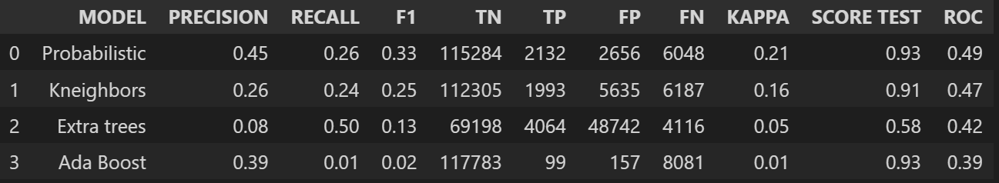 MODEL PRECISION RECALL F1 TN TP FP FN KAPPA SCORE TEST ROC
0 Probabilistic 0.45 0.26 0.33 115284 2132 2656 6048 0.21 0.93 0.49
1 Kneighbors 0.26 0.24 0.25 112305 1993 5635 6187 0.16 0.91 0.47
2 Extra trees 0.08 0.50 0.13 69198 4064 48742 4116 0.05 0.58 0.42
3 Ada Boost 0.39 0.01 0.02 117783 99 157 8081 0.01 0.93 0.39